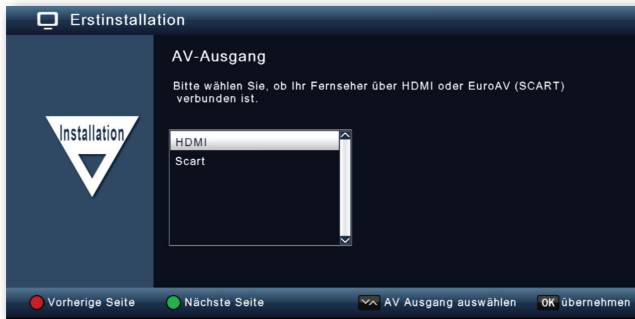 Erstinstallation
AV-Ausgang
Bitte wählen Sie, ob Ihr Fernseher über HDMI oder EuroAV (SCART)
verbunden ist.
Installation
HDMI
Scart
Vorherige Seite
Nächste Seite
AV Ausgang auswählen
OK übernehmen